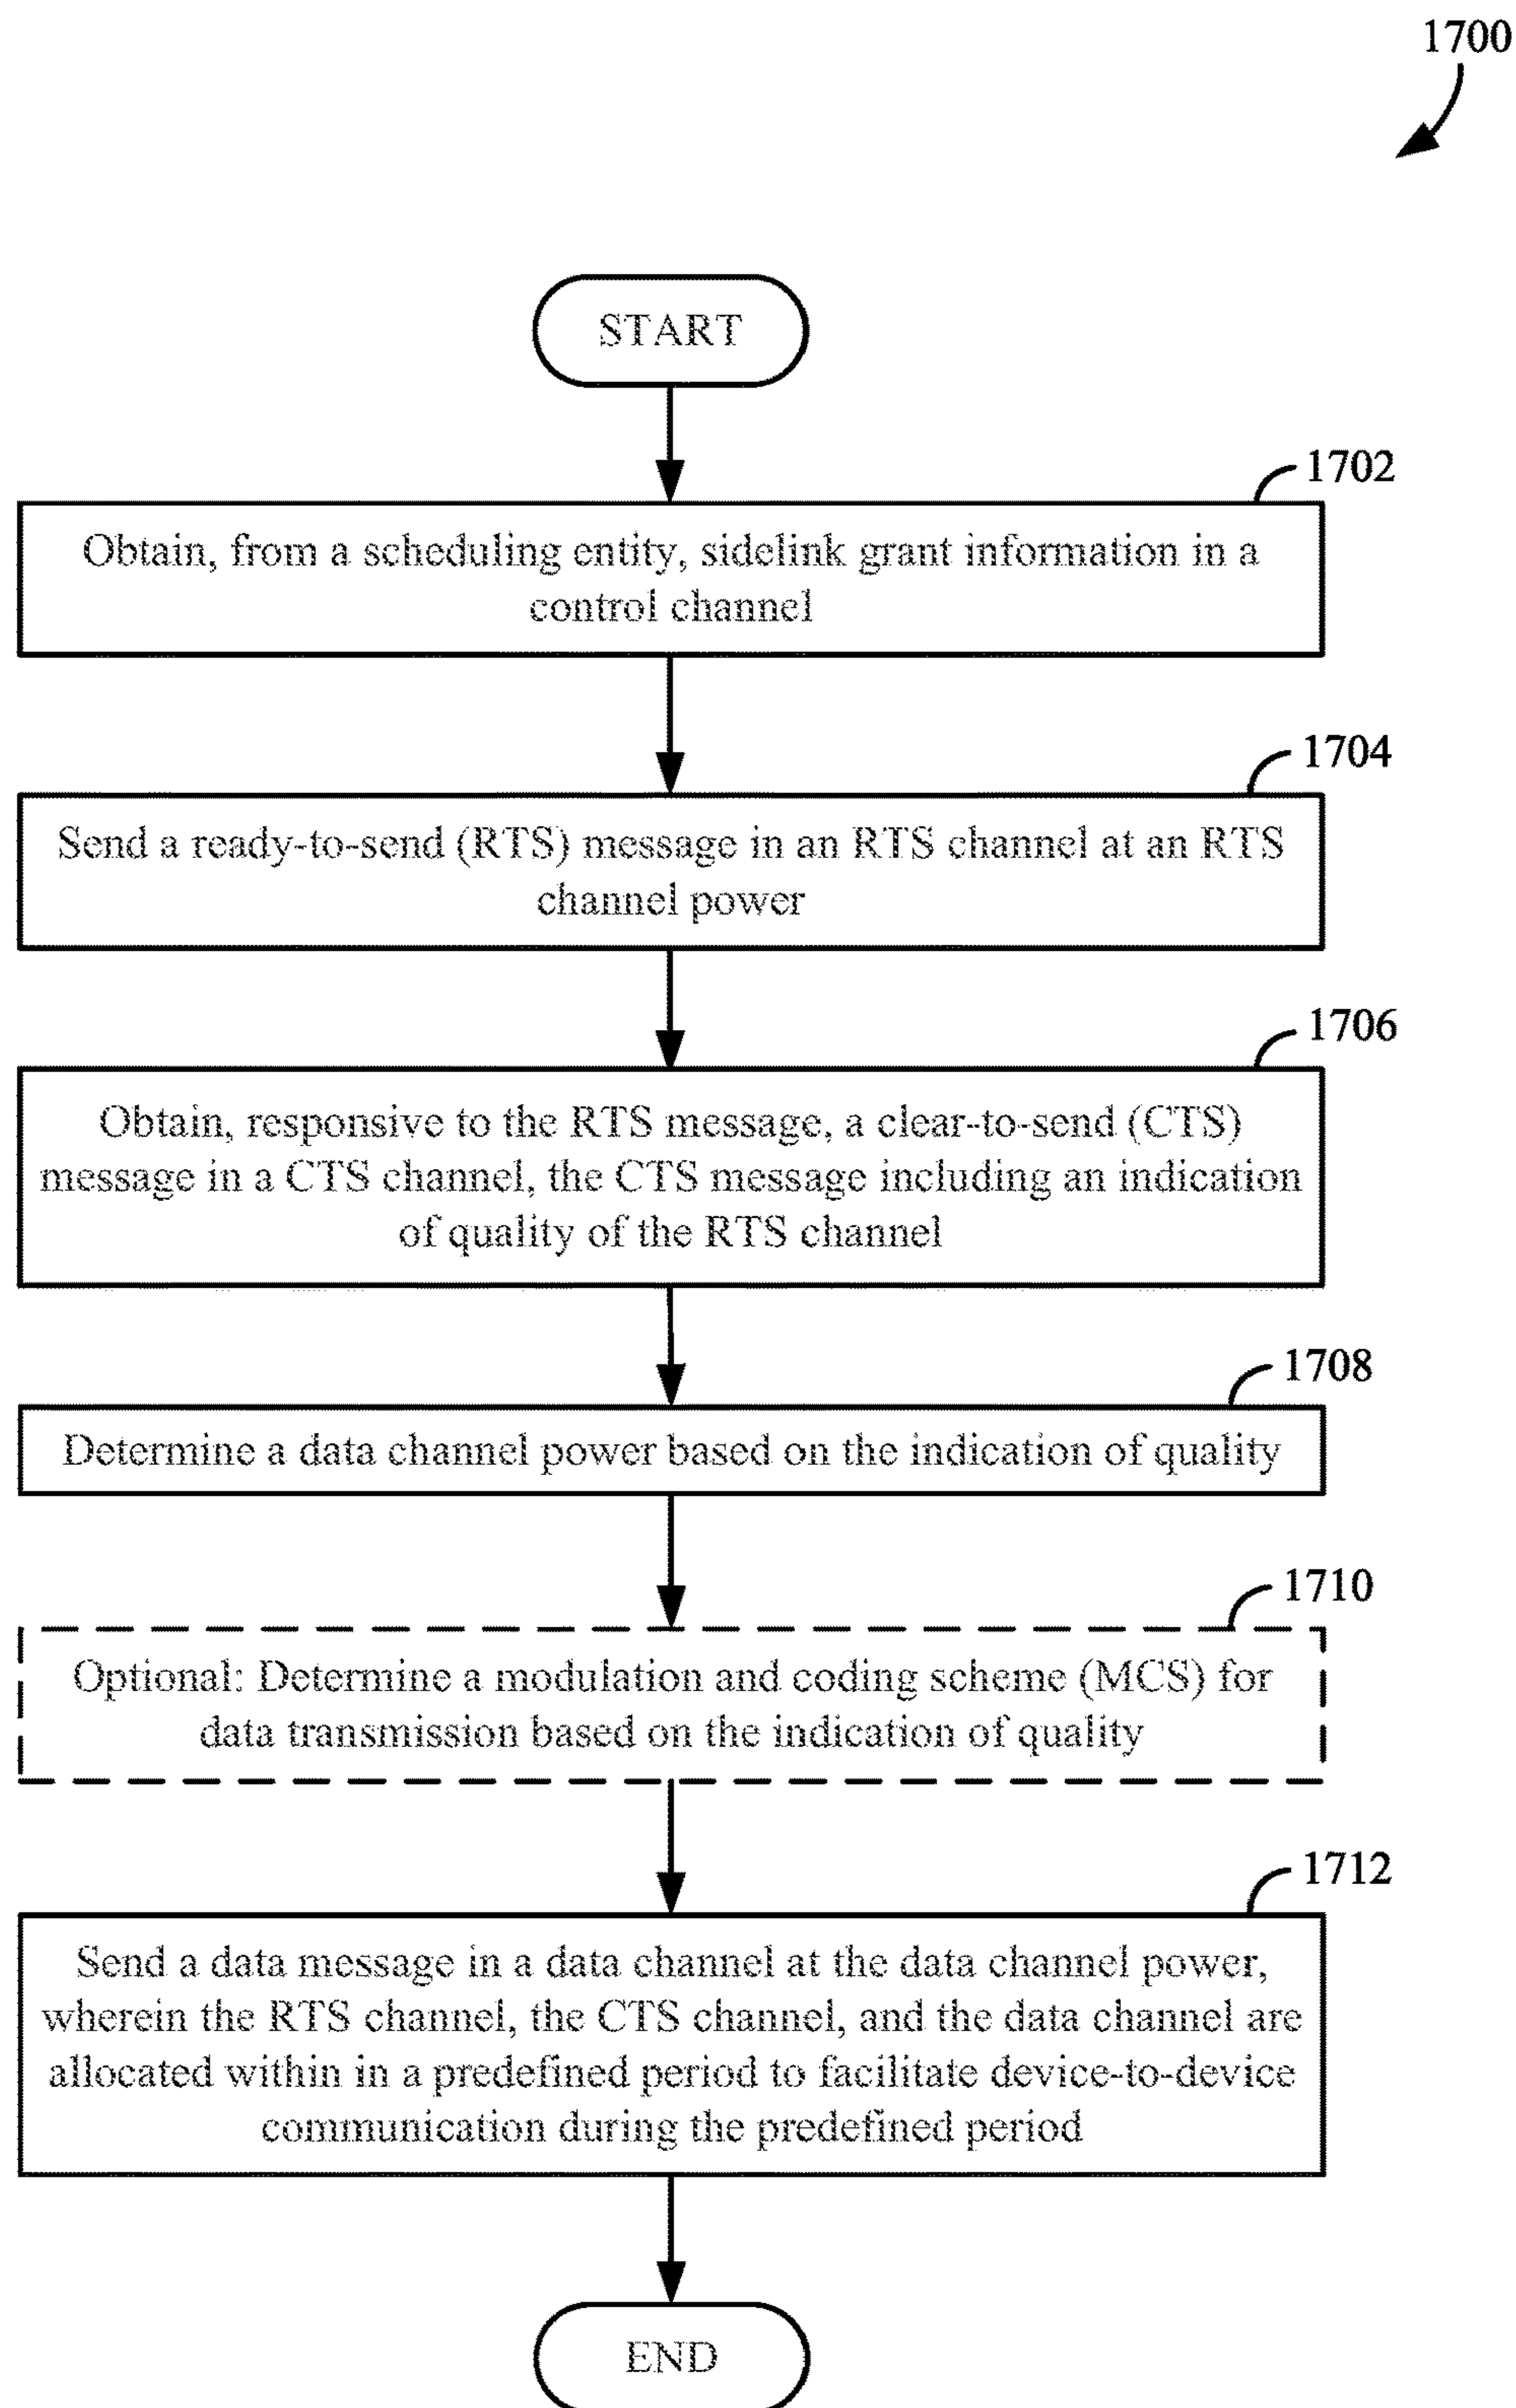 1700
START
1702
Obtain, from a scheduling entity, sidelink grant information in a
control channel
1704
Send a ready-to-send (RTS) message in an RTS channel at an RTS
channel power
1706
Obtain, responsive to the RTS message, a clear-to-send (CTS)
message in a CTS channel, the CTS message including an indication
of quality of the RTS channel
1708
Determine a data channel power based on the indication of quality
1710
Optional: Determine a modulation and coding scheme (MCS) for
data transmission based on the indication of quality
1712
Send a data message in a data channel at the data channel power,
wherein the RTS channel, the CTS channel, and the data channel are
allocated within in a predefined period to facilitate device-to-device
communication during the predefined period
END